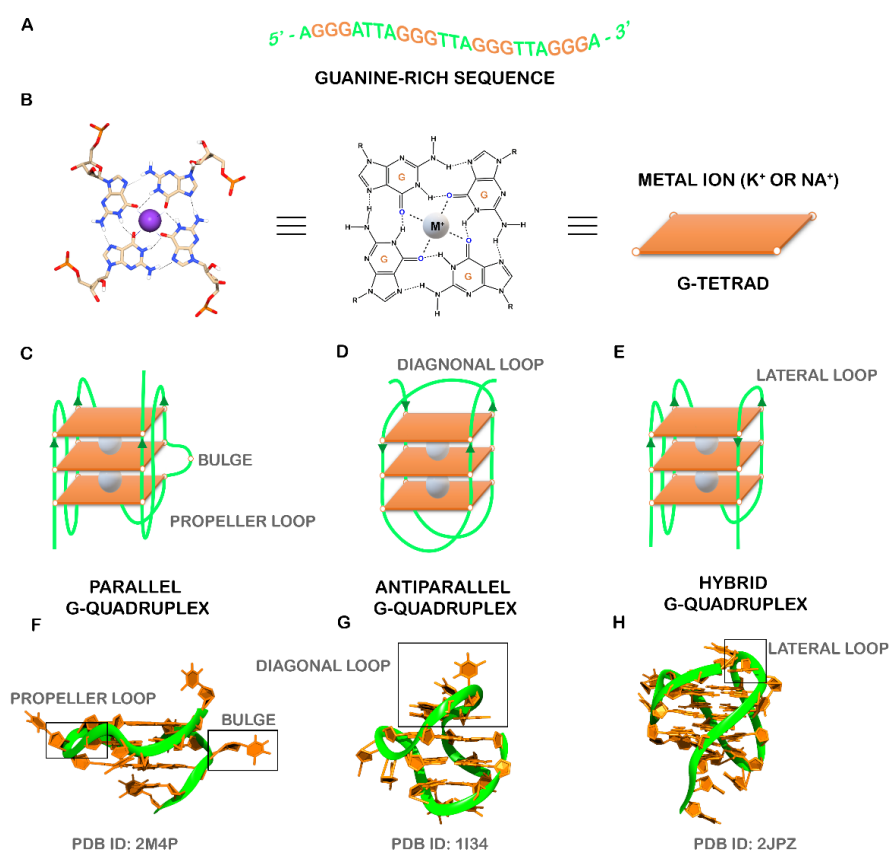 A
5' - AGGGATTAGGGTTAGGGTTAGGGA - 3'
GUANINE-RICH SEQUENCE
B
R
H
N
G
O
M⁺
METAL ION (K⁺ OR NA⁺)
G-TETRAD
C
D
E
DIAGNONAL LOOP
LATERAL LOOP
BULGE
PROPELLER LOOP
PARALLEL
G-QUADRUPLEX
ANTIPARALLEL
G-QUADRUPLEX
HYBRID
G-QUADRUPLEX
F
G
H
DIAGONAL LOOP
LATERAL LOOP
PROPELLER LOOP
BULGE
PDB ID: 2M4P
PDB ID: 1I34
PDB ID: 2JPZ